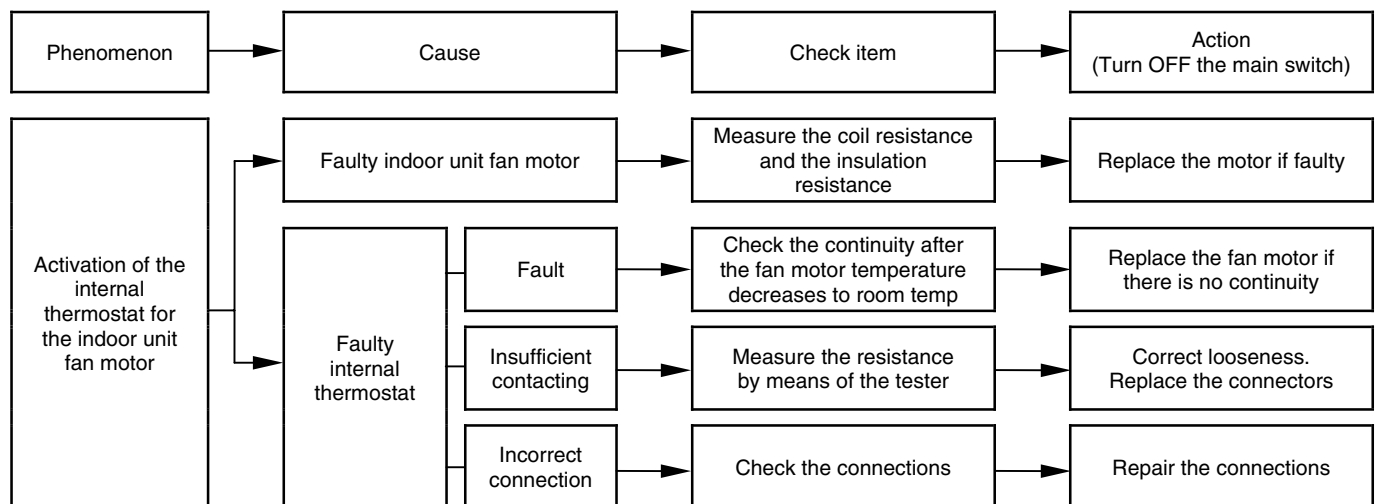 Phenomenon
Cause
Check item
Action
(Turn OFF the main switch)
Activation of the
internal
thermostat for
the indoor unit
fan motor
Faulty indoor unit fan motor
Measure the coil resistance
and the insulation
resistance
Replace the motor if faulty
Faulty
internal
thermostat
Fault
Check the continuity after
the fan motor temperature
decreases to room temp
Replace the fan motor if
there is no continuity
Insufficient
contacting
Measure the resistance
by means of the tester
Correct looseness.
Replace the connectors
Incorrect
connection
Check the connections
Repair the connections